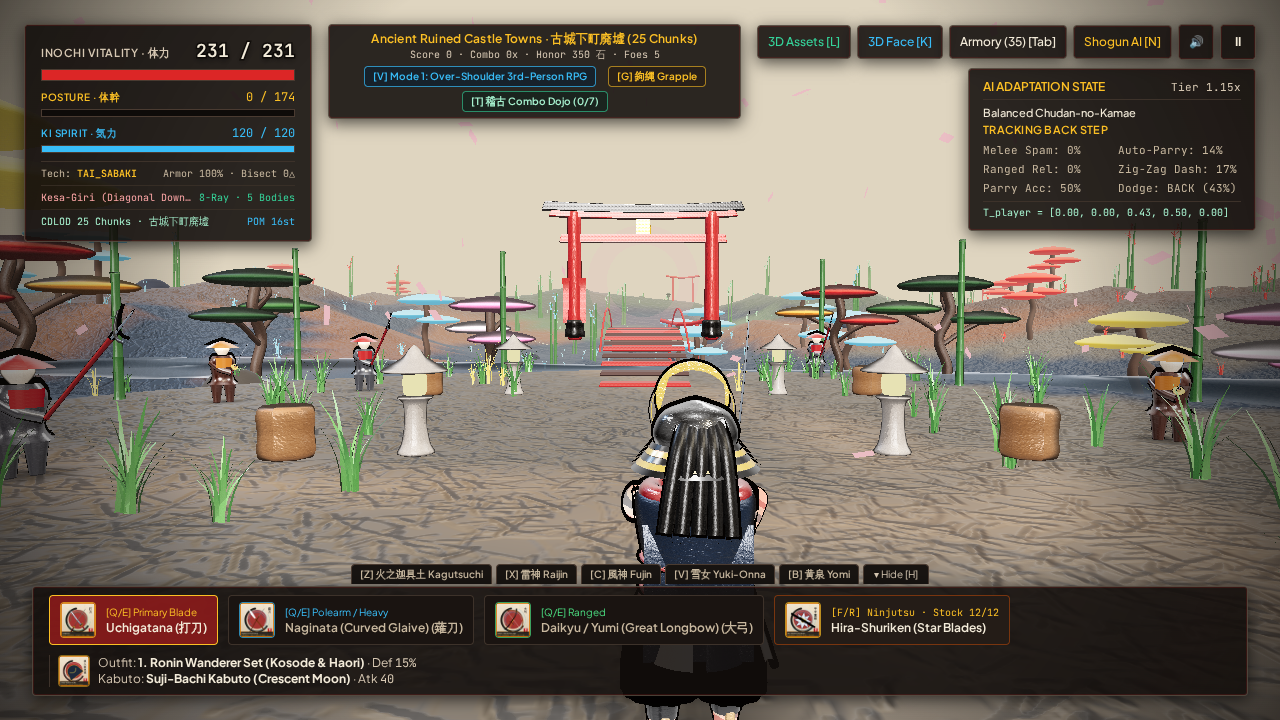 INOCHI VITALITY · 体力 231 / 231
POSTURE · 体幹 0 / 174
KI SPIRIT · 気力 120 / 120
Tech: TAI_SABAKI Armor 100% · Bisect 0△
Kesa-Giri (Diagonal Down… 8-Ray · 5 Bodies
CDLOD 25 Chunks · 古城下町廃墟 POM 16st
Ancient Ruined Castle Towns · 古城下町廃墟 (25 Chunks)
Score 0 · Combo 0x · Honor 350 石 · Foes 5
[V] Mode 1: Over-Shoulder 3rd-Person RPG
[G] 鉤縄 Grapple
[T] 稽古 Combo Dojo (0/7)
3D Assets [L]
3D Face [K]
Armory (35) [Tab]
Shogun AI [N]
AI ADAPTATION STATE Tier 1.15x
Balanced Chudan-no-Kamae
TRACKING BACK STEP
Melee Spam: 0% Auto-Parry: 14%
Ranged Rel: 0% Zig-Zag Dash: 17%
Parry Acc: 50% Dodge: BACK (43%)
T_player = [0.00, 0.00, 0.43, 0.50, 0.00]
[Z] 火之迦具土 Kagutsuchi
[X] 雷神 Raijin
[C] 風神 Fujin
[V] 雪女 Yuki-Onna
[B] 黄泉 Yomi
▾ Hide [H]
[Q/E] Primary Blade
Uchigatana (打刀)
[Q/E] Polearm / Heavy
Naginata (Curved Glaive) (薙刀)
[Q/E] Ranged
Daikyu / Yumi (Great Longbow) (大弓)
[F/R] Ninjutsu · Stock 12/12
Hira-Shuriken (Star Blades)
Outfit: 1. Ronin Wanderer Set (Kosode & Haori) · Def 15%
Kabuto: Suji-Bachi Kabuto (Crescent Moon) · Atk 40